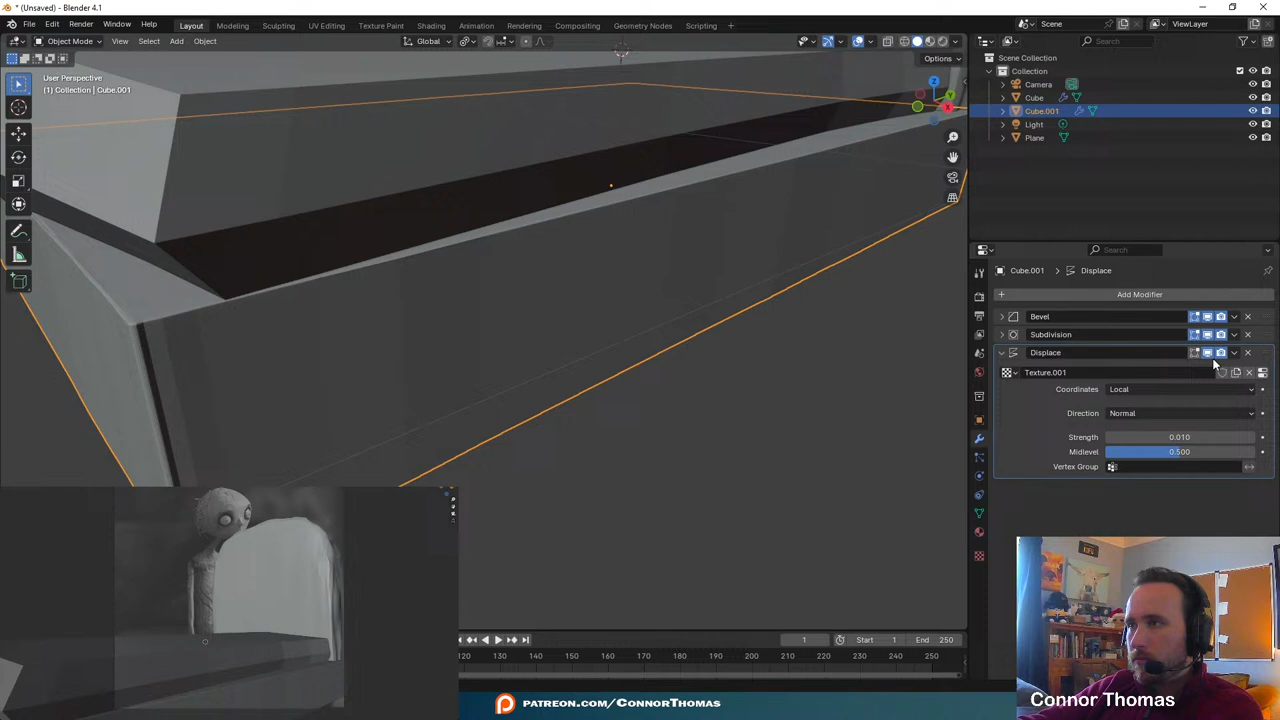 * (Unsaved) - Blender 4.1
File Edit Render Window Help Layout Modeling Sculpting UV Editing Texture Paint Shading Animation Rendering Compositing Geometry Nodes Scripting + Scene ViewLayer
Object Mode View Select Add Object Global Search
Options
User Perspective
(1) Collection | Cube.001
Scene Collection
Collection
Camera
Cube
Cube.001
Light
Plane
Z
Y
X
Search
Cube.001 > Displace
+ Add Modifier
Bevel
Subdivision
Displace
Texture.001
Coordinates Local
Direction Normal
Strength 0.010
Midlevel 0.500
Vertex Group
1 Start 1 End 250
120 130 140 150 160 170 180 190 200 210 220 230 240 250
PATREON.COM/CONNORTHOMAS
Connor Thomas